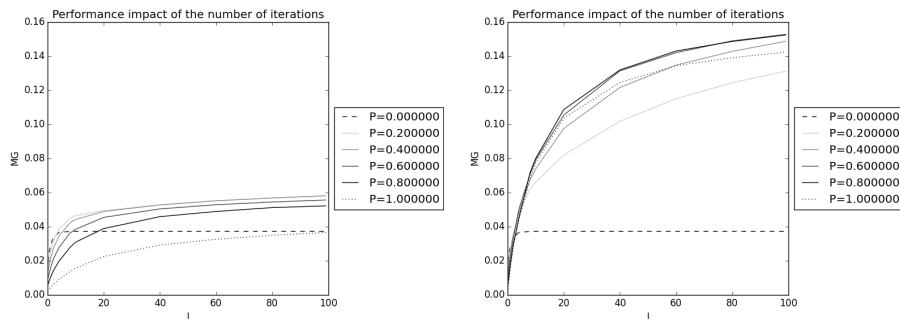 Performance impact of the number of iterations
0.16
0.14
0.12
0.10
0.08
0.06
0.04
0.02
0.00
MG
0 20 40 60 80 100
I
P=0.000000
P=0.200000
P=0.400000
P=0.600000
P=0.800000
P=1.000000
Performance impact of the number of iterations
0.16
0.14
0.12
0.10
0.08
0.06
0.04
0.02
0.00
MG
0 20 40 60 80 100
I
P=0.000000
P=0.200000
P=0.400000
P=0.600000
P=0.800000
P=1.000000